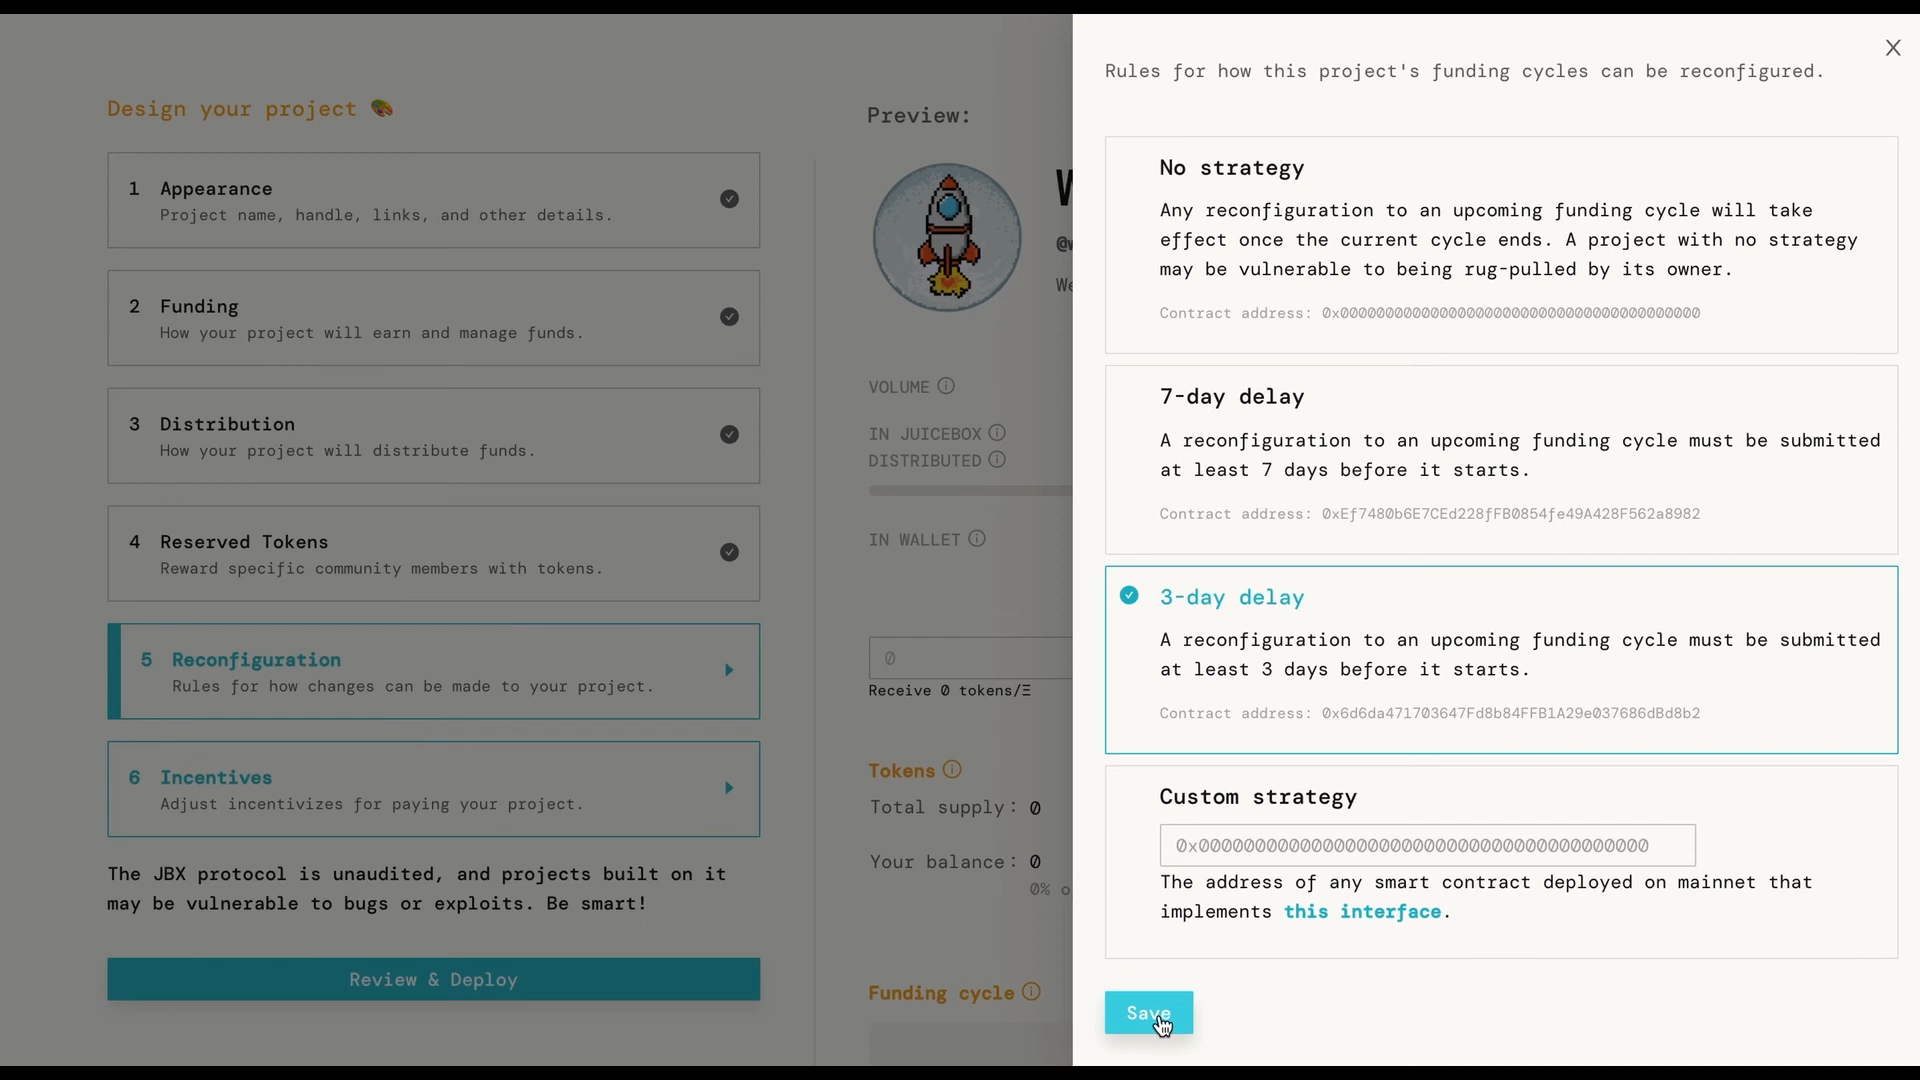 Design your project
1 Appearance
Project name, handle, links, and other details.
2 Funding
How your project will earn and manage funds.
3 Distribution
How your project will distribute funds.
4 Reserved Tokens
Reward specific community members with tokens.
5 Reconfiguration
Rules for how changes can be made to your project.
6 Incentives
Adjust incentivizes for paying your project.
The JBX protocol is unaudited, and projects built on it
may be vulnerable to bugs or exploits. Be smart!
Review & Deploy
Preview:
VOLUME
IN JUICEBOX
DISTRIBUTED
IN WALLET
0
Receive 0 tokens/Ξ
Tokens
Total supply: 0
Your balance: 0
0%
Funding cycle
X
Rules for how this project's funding cycles can be reconfigured.
No strategy
Any reconfiguration to an upcoming funding cycle will take
effect once the current cycle ends. A project with no strategy
may be vulnerable to being rug-pulled by its owner.
Contract address: 0x0000000000000000000000000000000000000000
7-day delay
A reconfiguration to an upcoming funding cycle must be submitted
at least 7 days before it starts.
Contract address: 0xEf7480b6E7CEd228fFB0854fe49A428F562a8982
3-day delay
A reconfiguration to an upcoming funding cycle must be submitted
at least 3 days before it starts.
Contract address: 0x6d6da471703647Fd8b84FFB1A29e037686dBd8b2
Custom strategy
0x0000000000000000000000000000000000000000
The address of any smart contract deployed on mainnet that
implements this interface.
Save